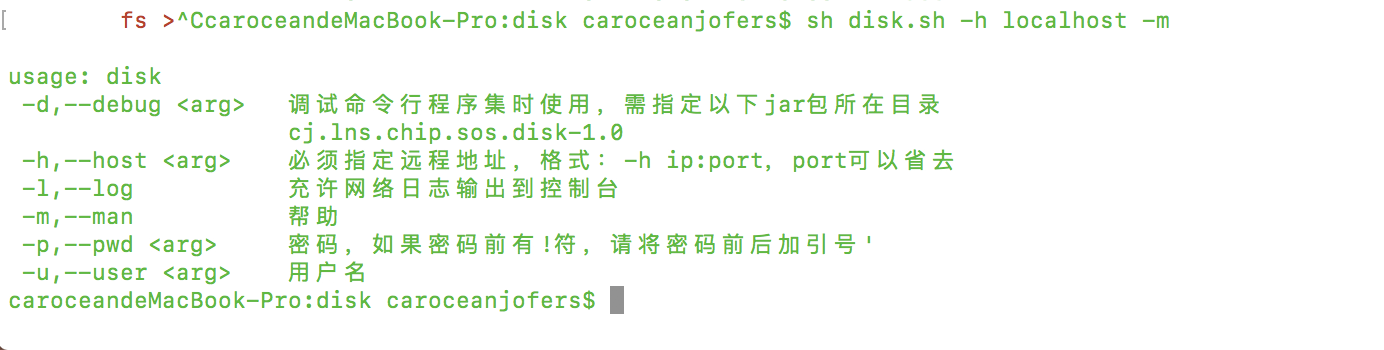 [ fs >^CcaroceandeMacBook-Pro:disk caroceanjofers$ sh disk.sh -h localhost -m
usage: disk
-d,--debug <arg> 调试命令行程序集时使用，需指定以下jar包所在目录
cj.lns.chip.sos.disk-1.0
-h,--host <arg> 必须指定远程地址，格式：-h ip:port，port可以省去
-l,--log 充许网络日志输出到控制台
-m,--man 帮助
-p,--pwd <arg> 密码，如果密码前有!符，请将密码前后加引号'
-u,--user <arg> 用户名
caroceandeMacBook-Pro:disk caroceanjofers$